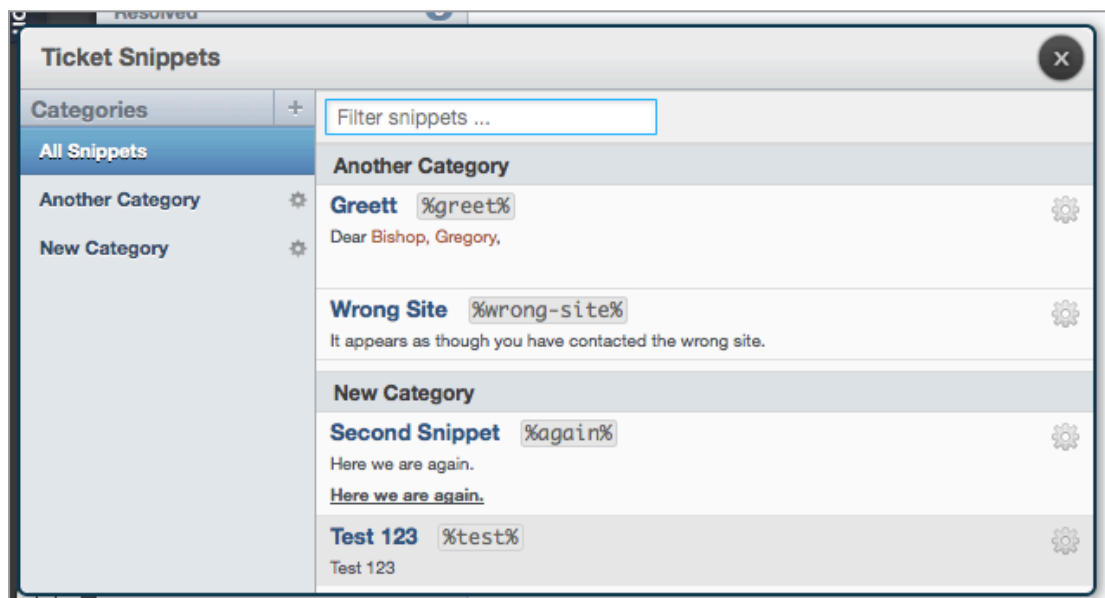 Resolved
Ticket Snippets
Categories
All Snippets
Another Category
New Category
Filter snippets ...
Another Category
Greett %greet%
Dear Bishop, Gregory,
Wrong Site %wrong-site%
It appears as though you have contacted the wrong site.
New Category
Second Snippet %again%
Here we are again.
Here we are again.
Test 123 %test%
Test 123